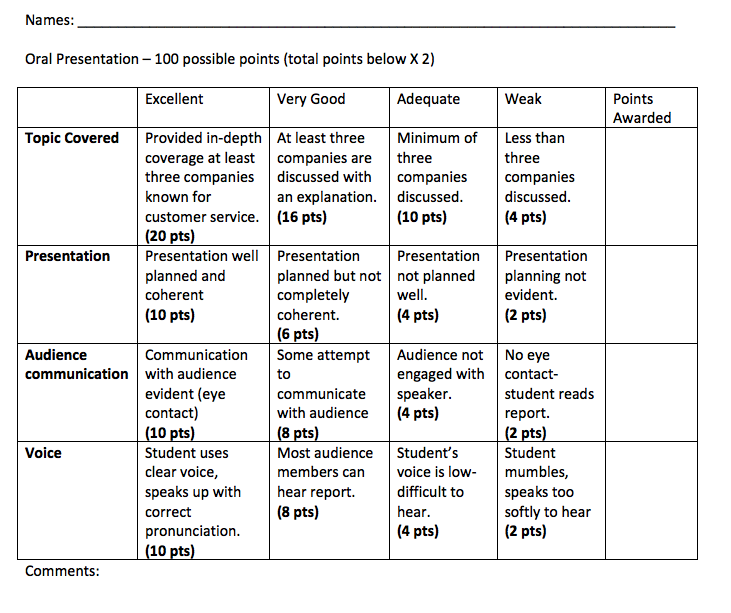 Names:
Oral Presentation – 100 possible points (total points below X 2)
Excellent
Very Good
Adequate
Weak
Points
Awarded
Topic Covered
Provided in-depth
coverage at least
three companies
known for
customer service.
(20 pts)
At least three
companies are
discussed with
an explanation.
(16 pts)
Minimum of
three
companies
discussed.
(10 pts)
Less than
three
companies
discussed.
(4 pts)
Presentation
Presentation well
planned and
coherent
(10 pts)
Presentation
planned but not
completely
coherent.
(6 pts)
Presentation
not planned
well.
(4 pts)
Presentation
planning not
evident.
(2 pts)
Audience
communication
Communication
with audience
evident (eye
contact)
(10 pts)
Some attempt
to
communicate
with audience
(8 pts)
Audience not
engaged with
speaker.
(4 pts)
No eye
contact-
student reads
report.
(2 pts)
Voice
Student uses
clear voice,
speaks up with
correct
pronunciation.
(10 pts)
Most audience
members can
hear report.
(8 pts)
Student’s
voice is low-
difficult to
hear.
(4 pts)
Student
mumbles,
speaks too
softly to hear
(2 pts)
Comments: